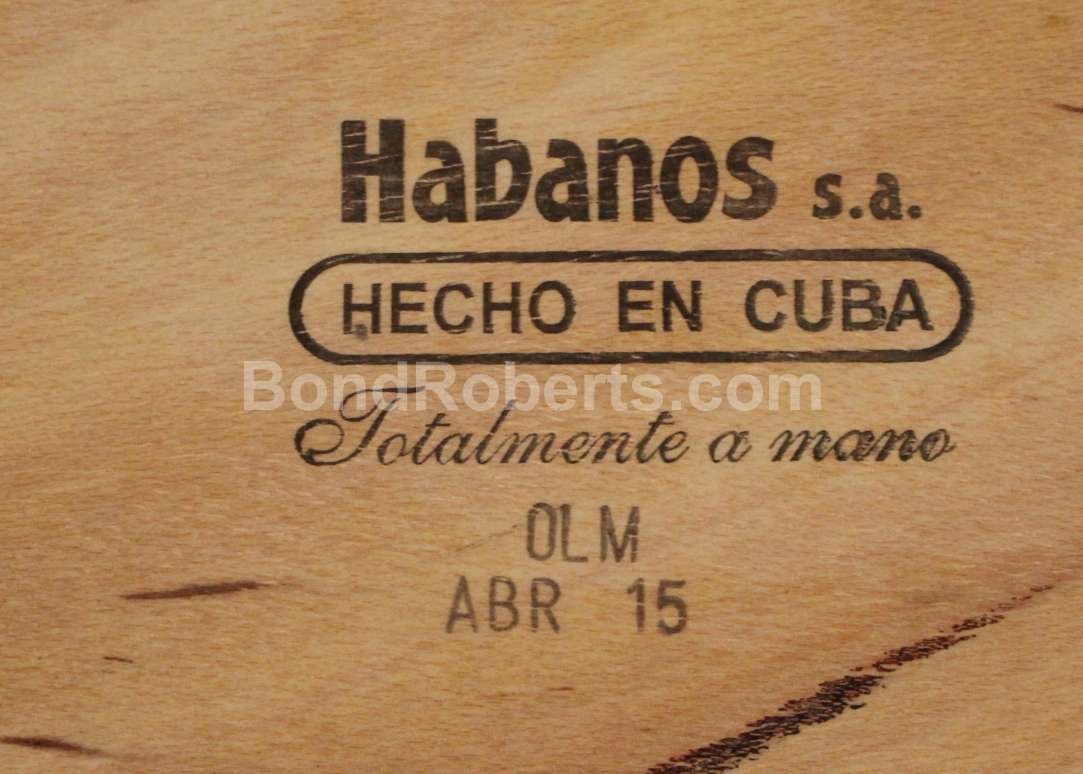 Habanos s.a.
HECHO EN CUBA
BondRoberts.com
Totalmente a mano
OLM
ABR 15